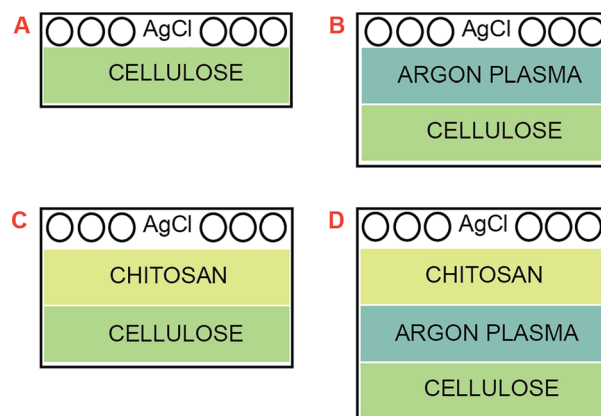 A
AgCl
CELLULOSE
B
AgCl
ARGON PLASMA
CELLULOSE
C
AgCl
CHITOSAN
CELLULOSE
D
AgCl
CHITOSAN
ARGON PLASMA
CELLULOSE